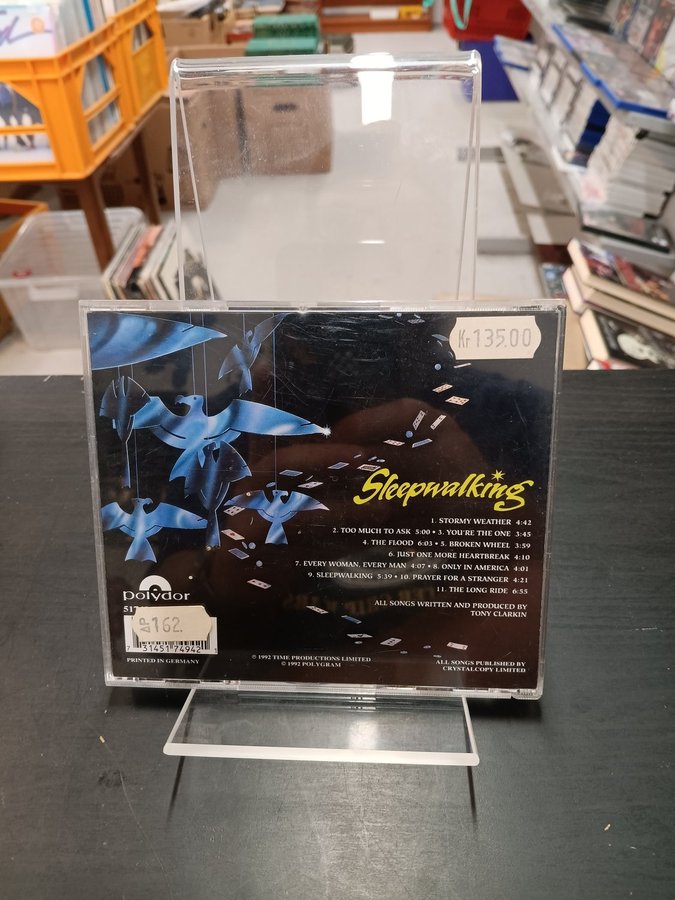 Kr 135,00
Sleepwalking
1. STORMY WEATHER 4:42
2. TOO MUCH TO ASK 5:00 • 3. YOU'RE THE ONE 3:45
4. THE FLOOD 6:03 • 5. BROKEN WHEEL 3:59
6. JUST ONE MORE HEARTBREAK 4:10
7. EVERY WOMAN, EVERY MAN 4:07 • 8. ONLY IN AMERICA 4:01
9. SLEEPWALKING 5:39 • 10. PRAYER FOR A STRANGER 4:21
11. THE LONG RIDE 6:55
ALL SONGS WRITTEN AND PRODUCED BY
TONY CLARKIN
polydor
162.
7 31451 74942
PRINTED IN GERMANY
© 1992 TIME PRODUCTIONS LIMITED
© 1992 POLYGRAM
ALL SONGS PUBLISHED BY
CRYSTALCOPY LIMITED